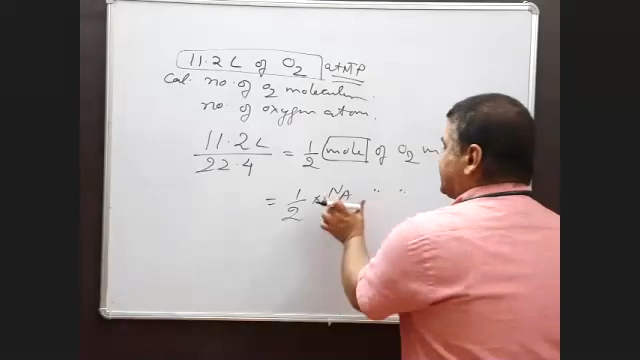 11.2 L of O2 at NTP
Cal. no. of O2 molecules.
no. of oxygen atom.
11.2 L / 22.4 = 1/2 mole of O2 m
= 1/2 × NA " "